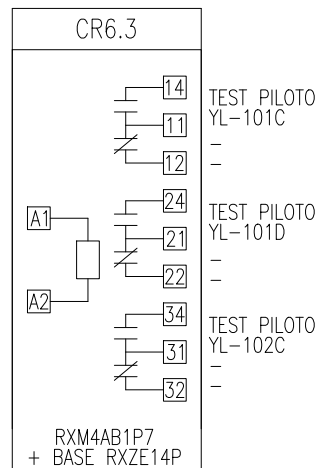 CR6.3
14
TEST PILOTO
YL-101C
11
-
12
-
24
TEST PILOTO
YL-101D
A1
21
-
22
-
A2
34
TEST PILOTO
YL-102C
31
-
32
-
RXM4AB1P7
+ BASE RXZE14P